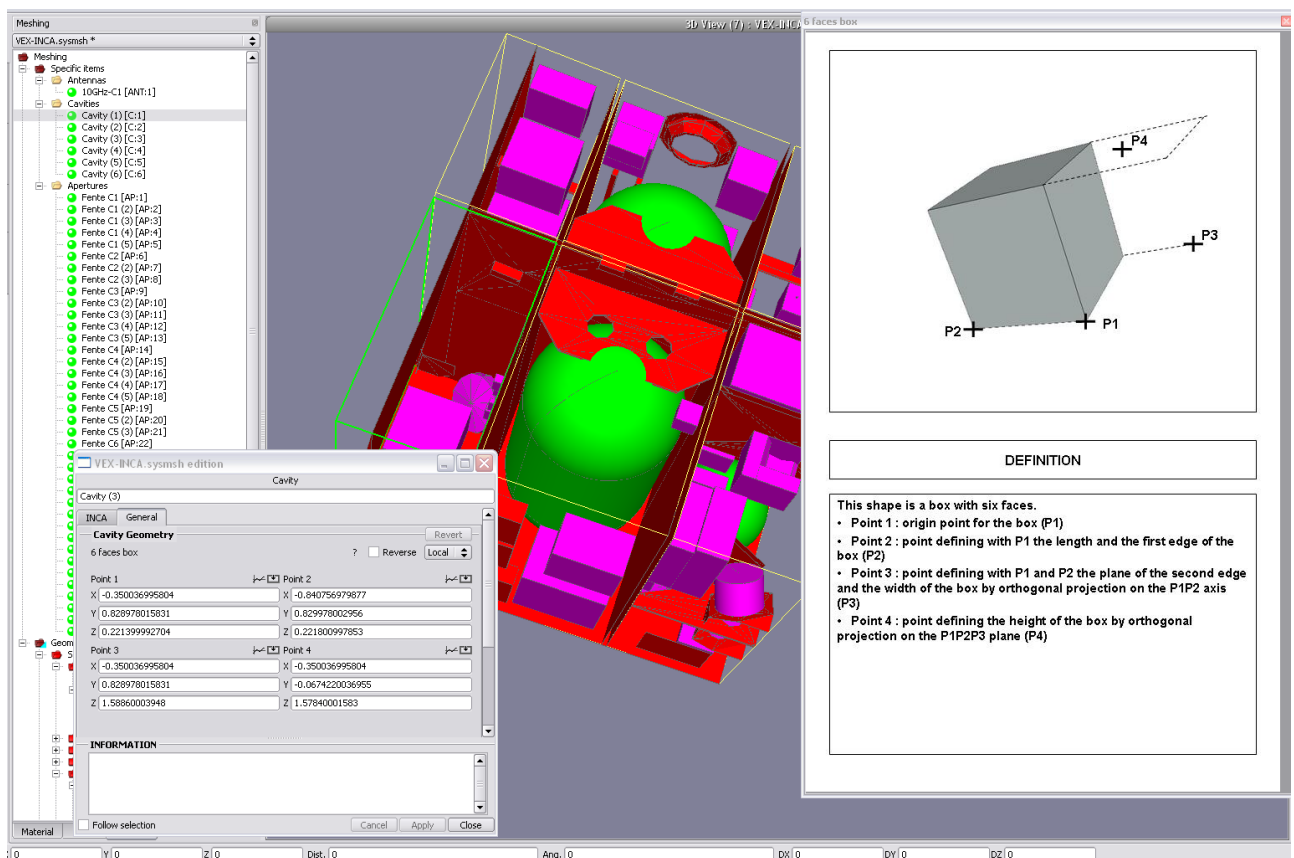 Meshing
VEX-INCA.sysmsh *
Meshing
Specific items
Antennas
10GHz-C1 [ANT:1]
Cavities
Cavity (1) [C:1]
Cavity (2) [C:2]
Cavity (3) [C:3]
Cavity (4) [C:4]
Cavity (5) [C:5]
Cavity (6) [C:6]
Apertures
Fente C1 [AP:1]
Fente C1 (2) [AP:2]
Fente C1 (3) [AP:3]
Fente C1 (4) [AP:4]
Fente C1 (5) [AP:5]
Fente C2 [AP:6]
Fente C2 (2) [AP:7]
Fente C2 (3) [AP:8]
Fente C3 [AP:9]
Fente C3 (2) [AP:10]
Fente C3 (3) [AP:11]
Fente C3 (4) [AP:12]
Fente C3 (5) [AP:13]
Fente C4 [AP:14]
Fente C4 (2) [AP:15]
Fente C4 (3) [AP:16]
Fente C4 (4) [AP:17]
Fente C4 (5) [AP:18]
Fente C5 [AP:19]
Fente C5 (2) [AP:20]
Fente C5 (3) [AP:21]
Fente C6 [AP:22]
Geom
S
Material
3D View (7) : VEX-INCA
VEX-INCA.sysmsh edition
Cavity
Cavity (3)
INCA General
Cavity Geometry Revert
6 faces box ? Reverse Local
Point 1 Point 2
X -0.350036995804 X -0.840756979877
Y 0.828978015831 Y 0.829978002956
Z 0.221399992704 Z 0.221800997853
Point 3 Point 4
X -0.350036995804 X -0.350036995804
Y 0.828978015831 Y -0.0674220036955
Z 1.58860003948 Z 1.57840001583
INFORMATION
Follow selection Cancel Apply Close
6 faces box
P4
P3
P2 P1
DEFINITION
This shape is a box with six faces.
• Point 1 : origin point for the box (P1)
• Point 2 : point defining with P1 the length and the first edge of the
box (P2)
• Point 3 : point defining with P1 and P2 the plane of the second edge
and the width of the box by orthogonal projection on the P1P2 axis
(P3)
• Point 4 : point defining the height of the box by orthogonal
projection on the P1P2P3 plane (P4)
0 Y 0 Z 0 Dist. 0 Ang. 0 DX 0 DY 0 DZ 0